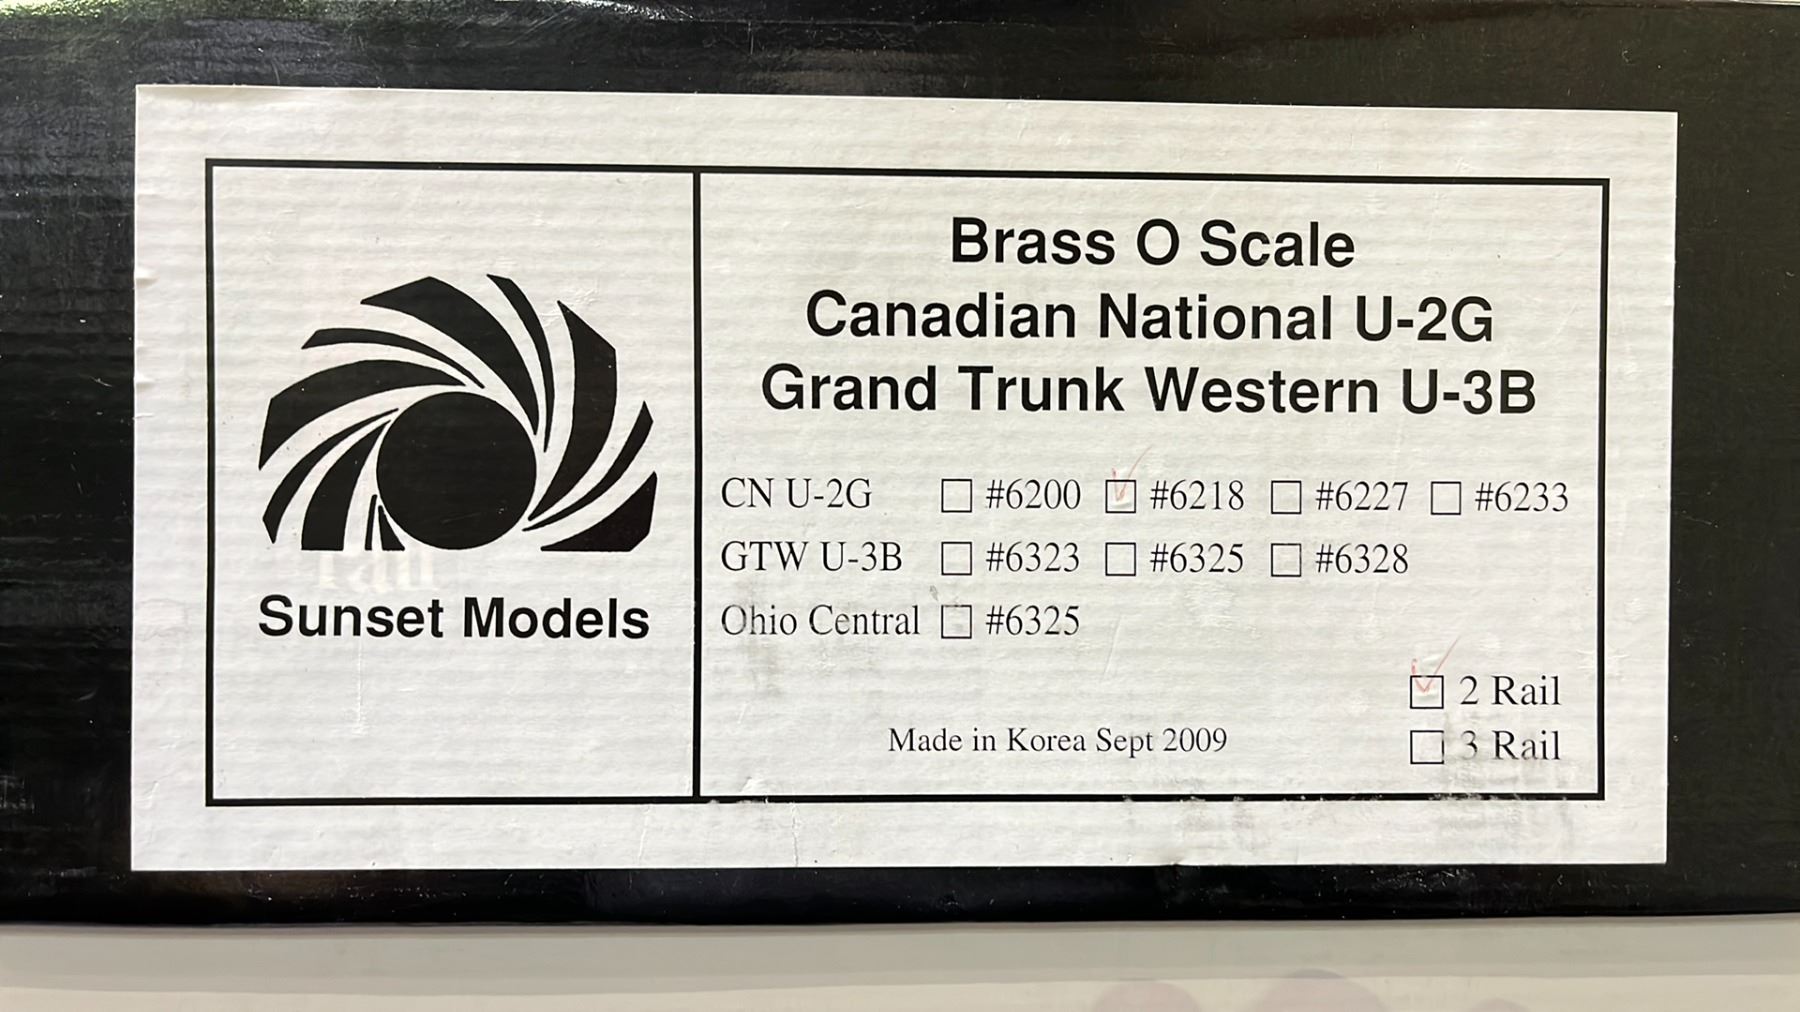 Brass O Scale
Canadian National U-2G
Grand Trunk Western U-3B
CN U-2G #6200 #6218 #6227 #6233
GTW U-3B #6323 #6325 #6328
Ohio Central #6325
2 Rail
Made in Korea Sept 2009
3 Rail
Sunset Models